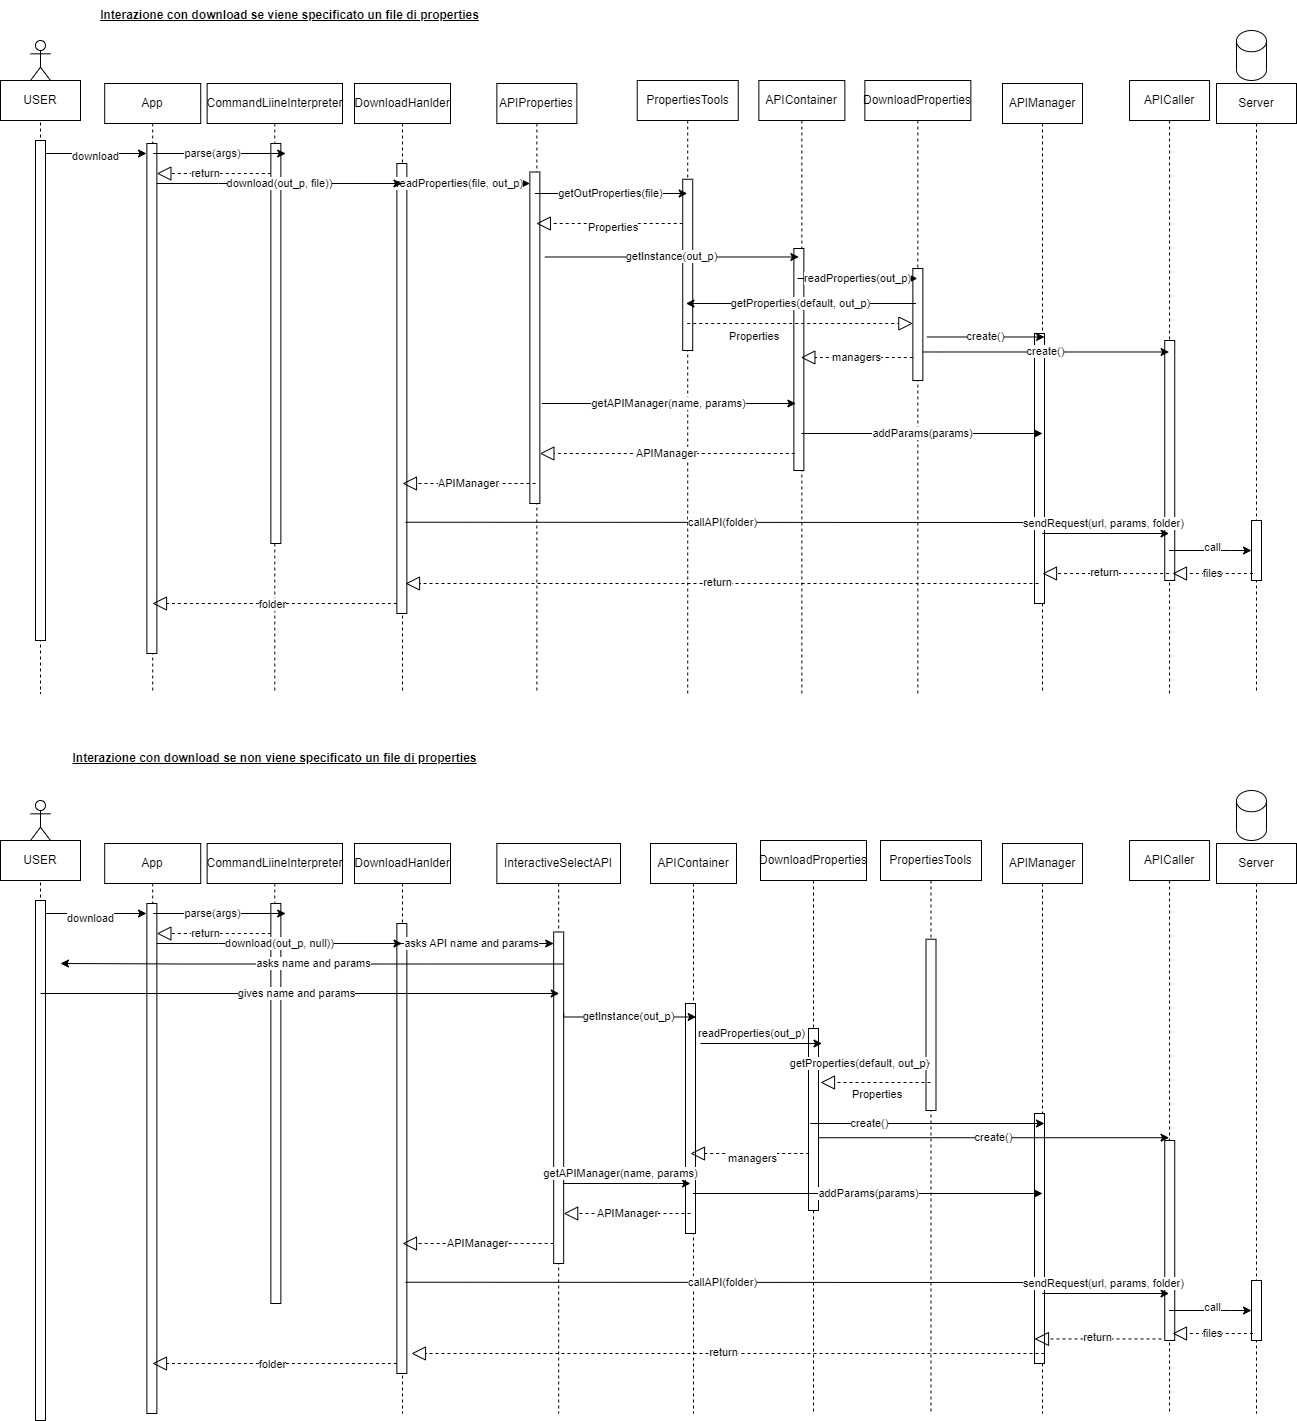 Interazione con download se viene specificato un file di properties
USER
App
CommandLiineInterpreter
DownloadHanlder
APIProperties
PropertiesTools
APIContainer
DownloadProperties
APIManager
APICaller
Server
download
parse(args)
return
download(out_p, file))
readProperties(file, out_p)
getOutProperties(file)
Properties
getInstance(out_p)
readProperties(out_p)
getProperties(default, out_p)
Properties
create()
create()
managers
getAPIManager(name, params)
addParams(params)
APIManager
APIManager
callAPI(folder)
sendRequest(url, params, folder)
call
return
files
return
folder
Interazione con download se non viene specificato un file di properties
USER
App
CommandLiineInterpreter
DownloadHanlder
InteractiveSelectAPI
APIContainer
DownloadProperties
PropertiesTools
APIManager
APICaller
Server
download
parse(args)
return
download(out_p, null))
asks API name and params
asks name and params
gives name and params
getInstance(out_p)
readProperties(out_p)
getProperties(default, out_p)
Properties
create()
create()
managers
getAPIManager(name, params)
addParams(params)
APIManager
APIManager
callAPI(folder)
sendRequest(url, params, folder)
call
files
return
return
folder